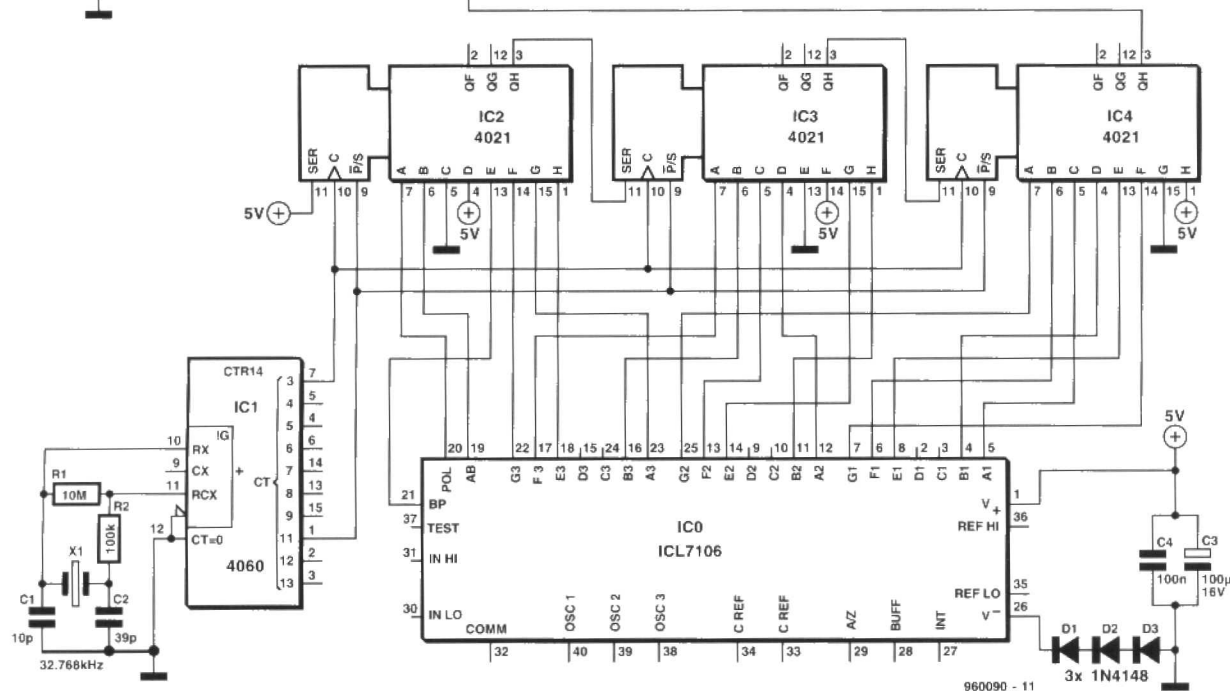 2 12 3
QF QG QH
IC2
4021
SER C P̅/S
A B C D E F G H
11 10 9
7 6 5 4 13 14 15 1
5V
5V
2 12 3
QF QG QH
IC3
4021
SER C P̅/S
A B C D E F G H
11 10 9
7 6 5 4 13 14 15 1
5V
2 12 3
QF QG QH
IC4
4021
SER C P̅/S
A B C D E F G H
11 10 9
7 6 5 4 13 14 15 1
5V
CTR14
IC1
IG
+
CT
4060
10 RX
9 CX
11 RCX
12 CT=0
3 7
4 5
5 4
6 6
7 14
8 13
9 15
11 1
12 2
13 3
R1
10M
R2
100k
X1
C1
10p
C2
39p
32.768kHz
20 19 22 17 18 15 24 16 23 25 13 14 9 10 11 12 7 6 8 2 3 4 5
POL AB G3 F3 E3 D3 C3 B3 A3 G2 F2 E2 D2 C2 B2 A2 G1 F1 E1 D1 C1 B1 A1
21 BP
37 TEST
31 IN HI
30 IN LO
IC0
ICL7106
V+ 1
REF HI 36
REF LO 35
V− 26
COMM OSC 1 OSC 2 OSC 3 C REF C REF A/Z BUFF INT
32 40 39 38 34 33 29 28 27
5V
C4
100n
C3
100µ
16V
D1 D2 D3
3x 1N4148
960090 - 11